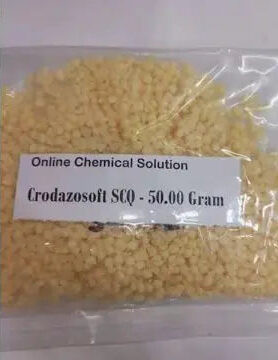 Online Chemical Solution
Crodazosoft SCQ - 50.00 Gram